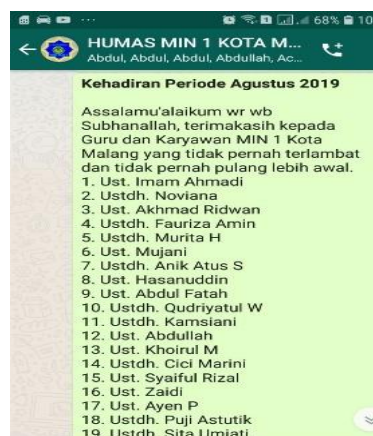 68% 10
HUMAS MIN 1 KOTA M...
Abdul, Abdul, Abdul, Abdullah, Ac...
Kehadiran Periode Agustus 2019
Assalamu'alaikum wr wb
Subhanallah, terimakasih kepada
Guru dan Karyawan MIN 1 Kota
Malang yang tidak pernah terlambat
dan tidak pernah pulang lebih awal.
1. Ust. Imam Ahmadi
2. Ustdh. Noviana
3. Ust. Akhmad Ridwan
4. Ustdh. Fauriza Amin
5. Ustdh. Murita H
6. Ust. Mujani
7. Ustdh. Anik Atus S
8. Ust. Hasanuddin
9. Ust. Abdul Fatah
10. Ustdh. Qudriyatul W
11. Ustdh. Kamsiani
12. Ust. Abdullah
13. Ust. Khoirul M
14. Ustdh. Cici Marini
15. Ust. Syaiful Rizal
16. Ust. Zaidi
17. Ust. Ayen P
18. Ustdh. Puji Astutik
19. Ustdh. Sita Umiati